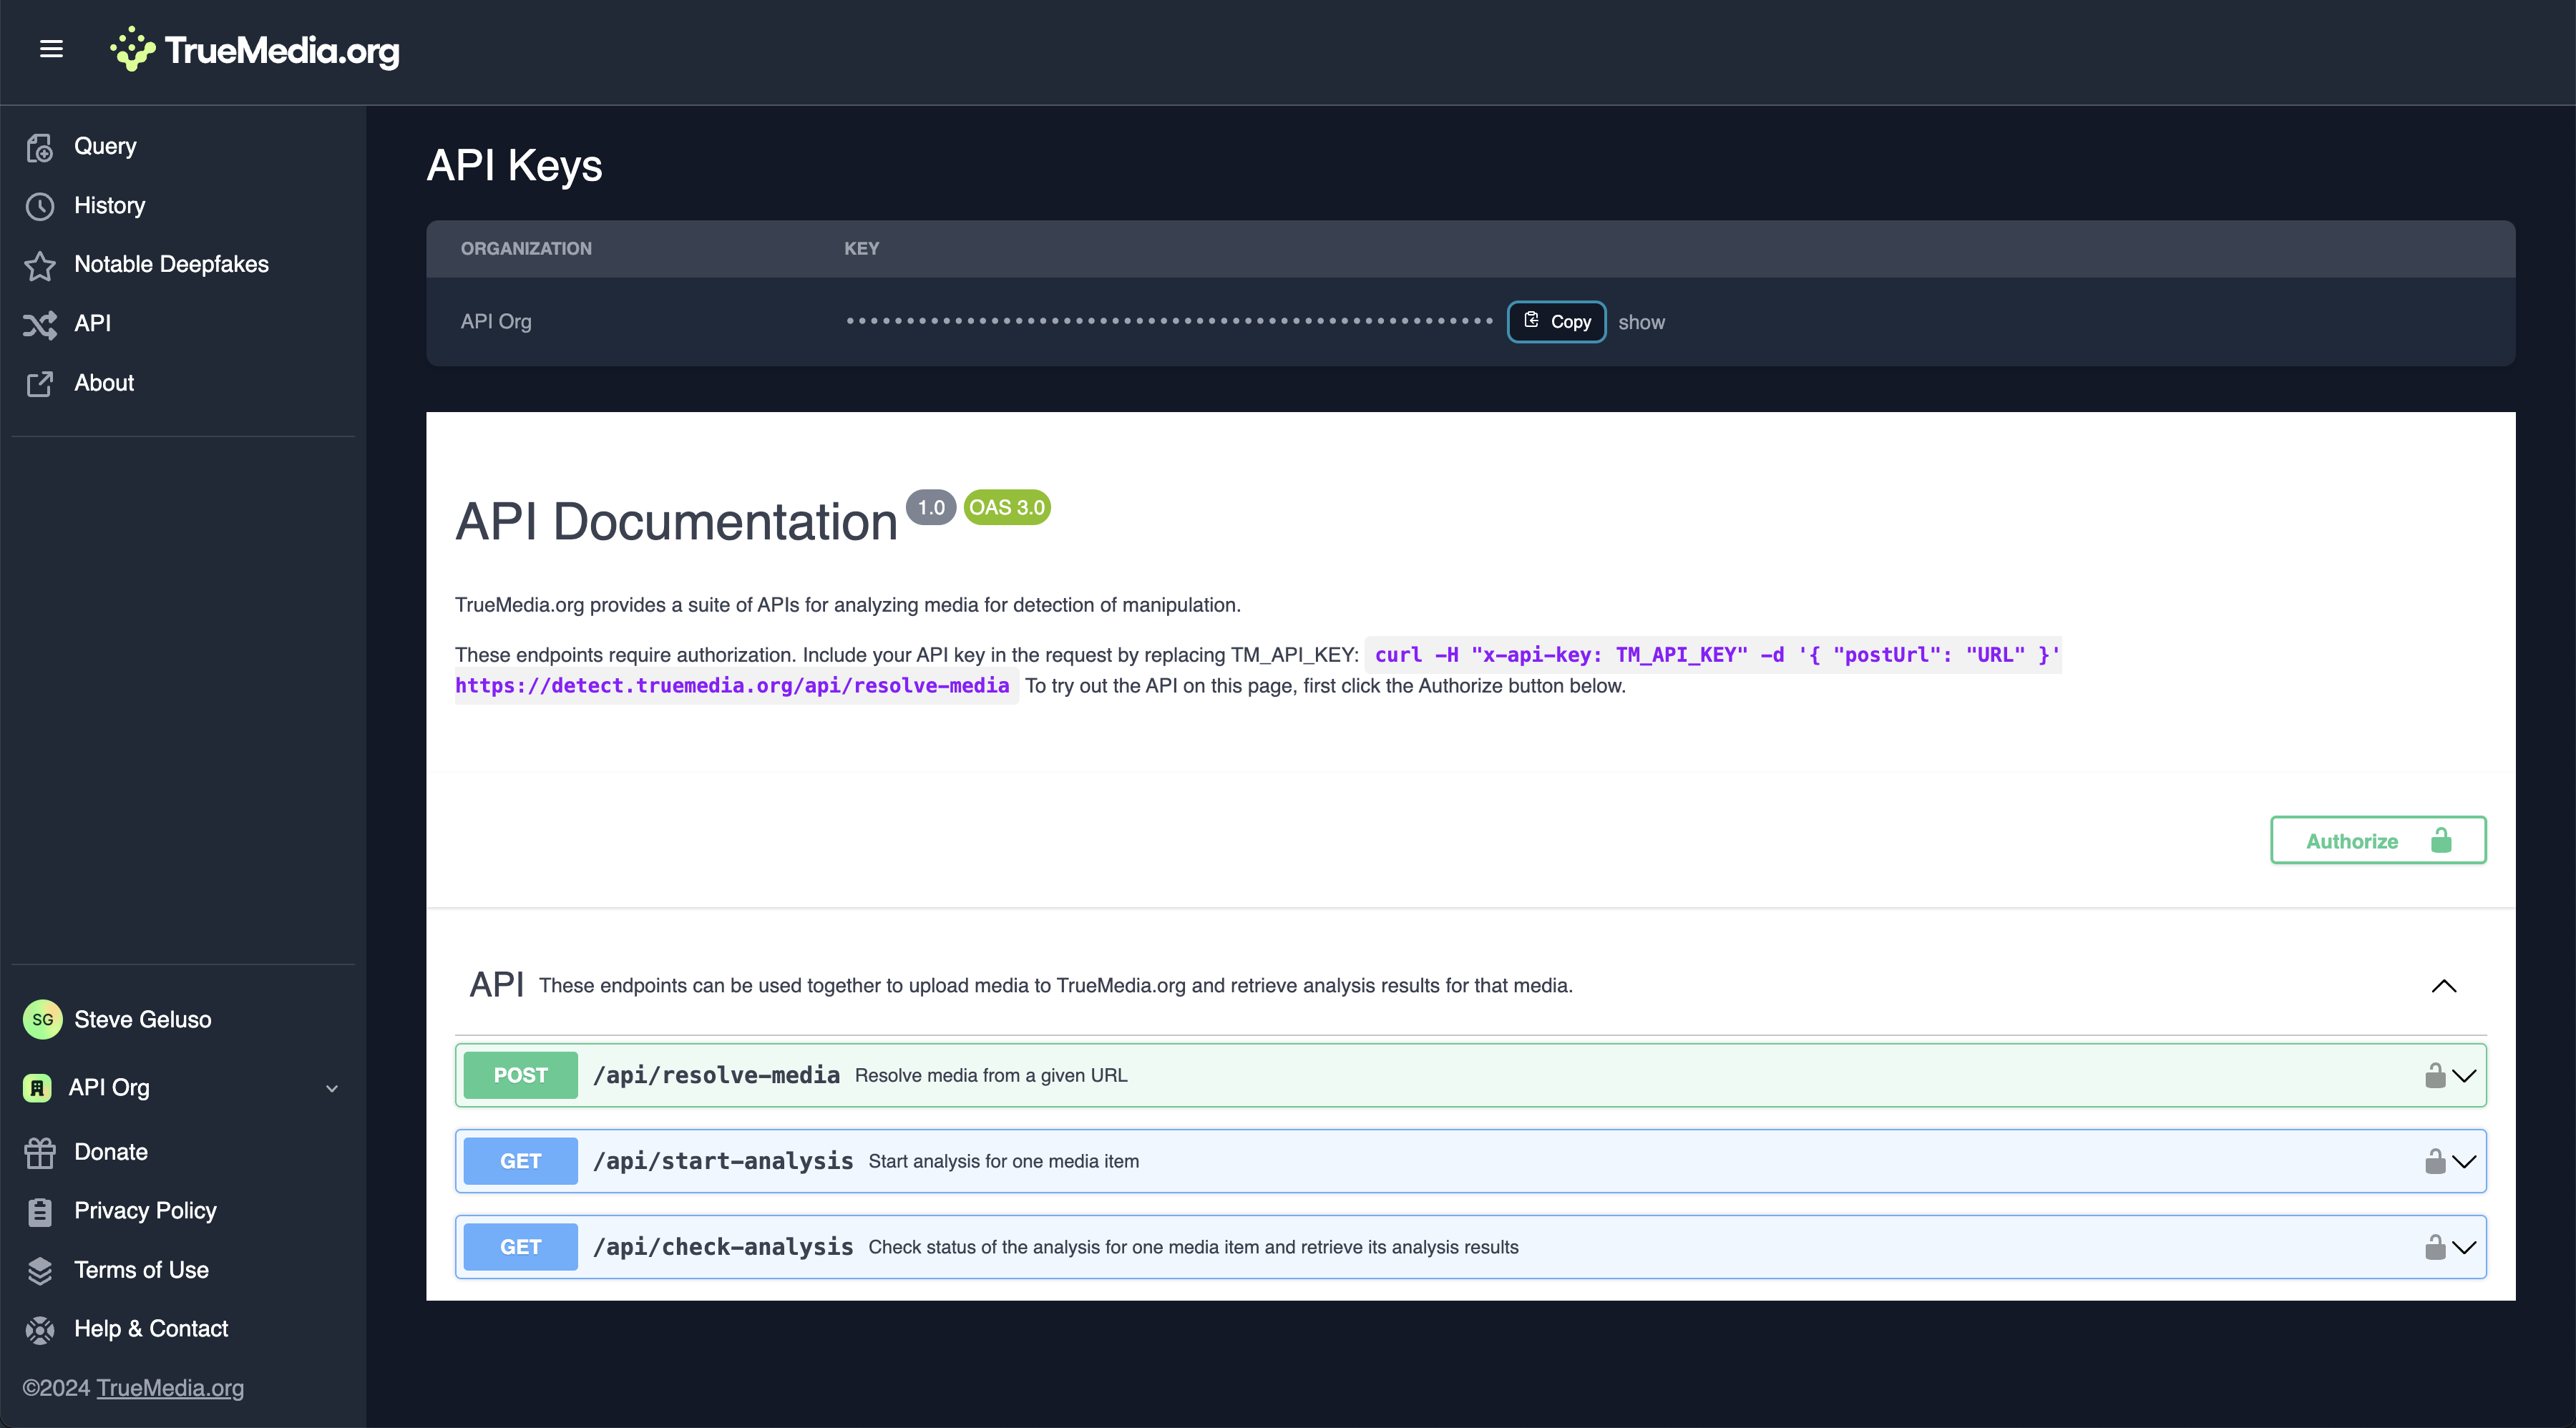 TrueMedia.org
Query
History
Notable Deepfakes
API
About
API Keys
ORGANIZATION KEY
API Org •••••••••••••••••••••••••••••••••••••••••••••••••••••• Copy show
API Documentation 1.0 OAS 3.0
TrueMedia.org provides a suite of APIs for analyzing media for detection of manipulation.
These endpoints require authorization. Include your API key in the request by replacing TM_API_KEY: curl -H "x-api-key: TM_API_KEY" -d '{ "postUrl": "URL" }'
https://detect.truemedia.org/api/resolve-media To try out the API on this page, first click the Authorize button below.
Authorize
API These endpoints can be used together to upload media to TrueMedia.org and retrieve analysis results for that media.
POST /api/resolve-media Resolve media from a given URL
GET /api/start-analysis Start analysis for one media item
GET /api/check-analysis Check status of the analysis for one media item and retrieve its analysis results
SG Steve Geluso
API Org
Donate
Privacy Policy
Terms of Use
Help & Contact
©2024 TrueMedia.org